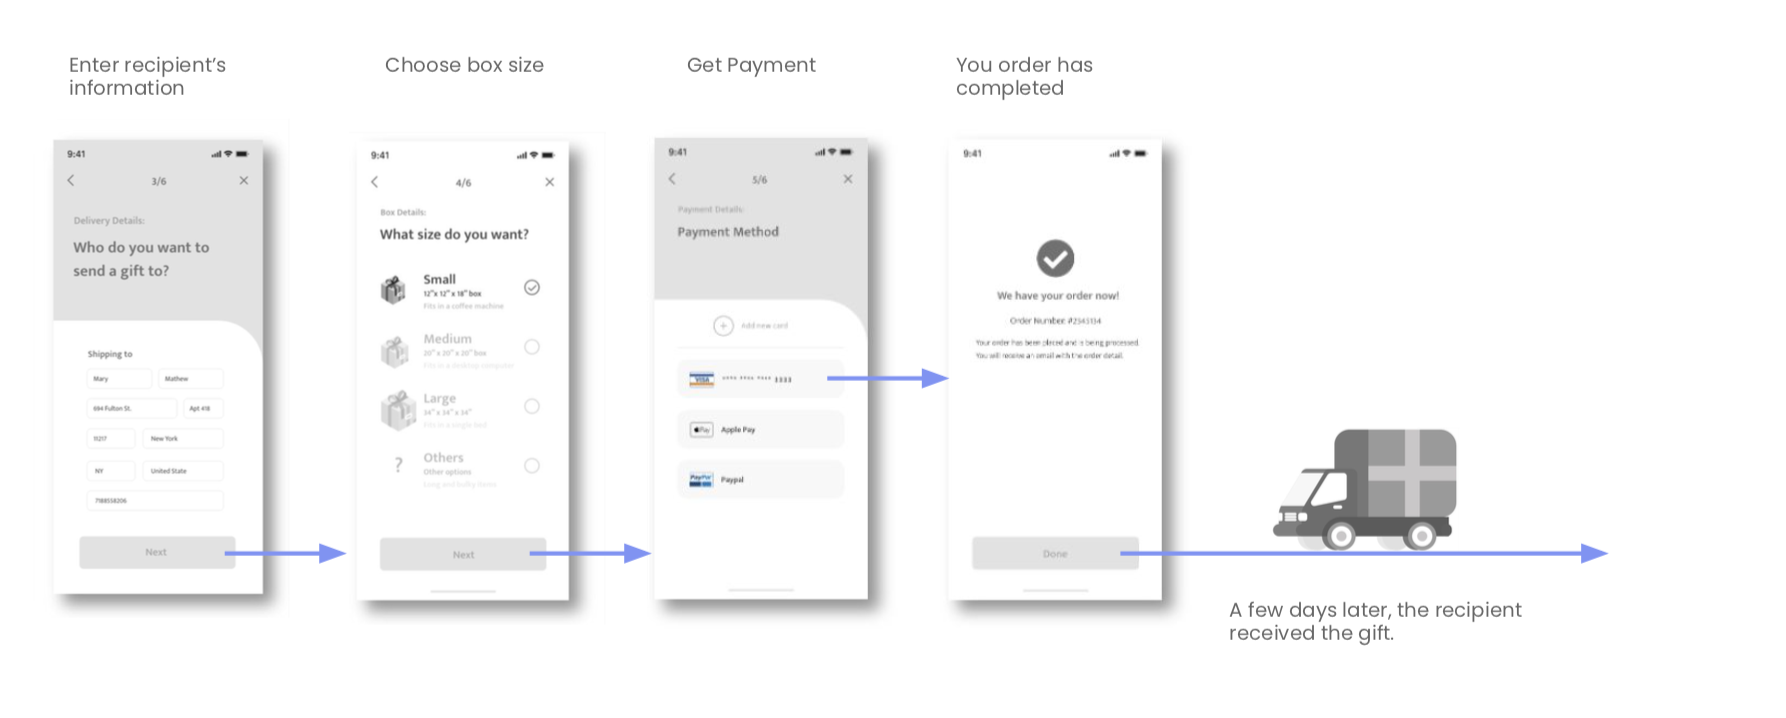 Enter recipient's
information
Choose box size
Get Payment
You order has
completed
9:41
3/6
Delivery Details:
Who do you want to
send a gift to?
Shipping to
Mary
Mathew
694 Fulton St.
Apt 41B
11217
New York
NY
United State
7188558206
Next
9:41
4/6
Box Details:
What size do you want?
Small
12"x 12" x 18" box
Fits in a coffee machine
Medium
20" x 20" x 20" box
Fits in a desktop computer
Large
34" x 34" x 34"
Fits in a single bed
?
Others
Other options
Long and bulky items
Next
9:41
5/6
Payment Details:
Payment Method
Add new card
VISA
**** **** **** 3333
Pay
Apple Pay
PayPal
Paypal
9:41
We have your order now!
Order Number: #2343134
Your order has been placed and is being processed.
You will receive an email with the order detail.
Done
A few days later, the recipient
received the gift.